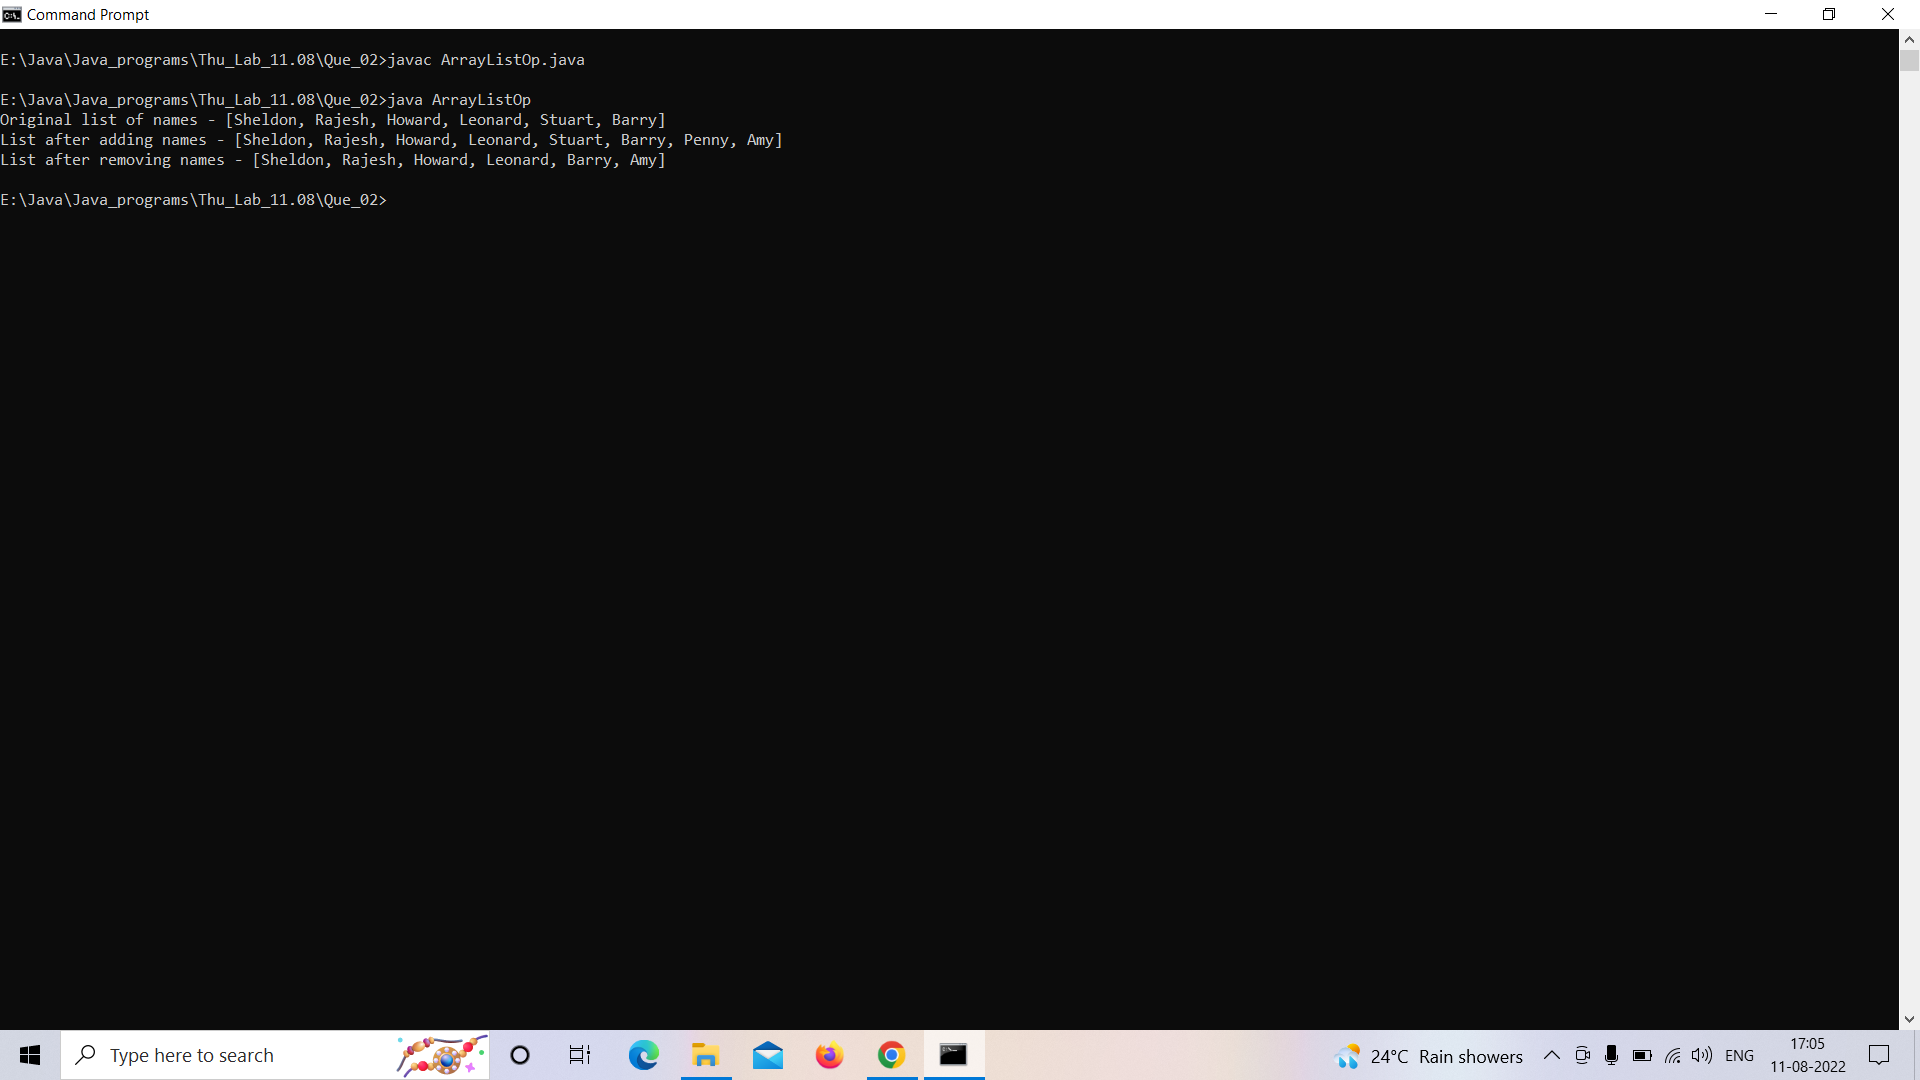 Command Prompt
E:\Java\Java_programs\Thu_Lab_11.08\Que_02>javac ArrayListOp.java
E:\Java\Java_programs\Thu_Lab_11.08\Que_02>java ArrayListOp
Original list of names - [Sheldon, Rajesh, Howard, Leonard, Stuart, Barry]
List after adding names - [Sheldon, Rajesh, Howard, Leonard, Stuart, Barry, Penny, Amy]
List after removing names - [Sheldon, Rajesh, Howard, Leonard, Barry, Amy]
E:\Java\Java_programs\Thu_Lab_11.08\Que_02>
Type here to search
24°C Rain showers
ENG
17:05
11-08-2022